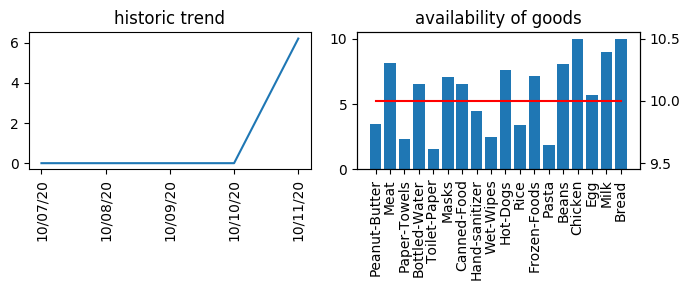 historic trend
6
4
2
0
10/07/20
10/08/20
10/09/20
10/10/20
10/11/20
availability of goods
10
5
0
10.5
10.0
9.5
Peanut-Butter
Meat
Paper-Towels
Bottled-Water
Toilet-Paper
Masks
Canned-Food
Hand-sanitizer
Wet-Wipes
Hot-Dogs
Rice
Frozen-Foods
Pasta
Beans
Chicken
Egg
Milk
Bread